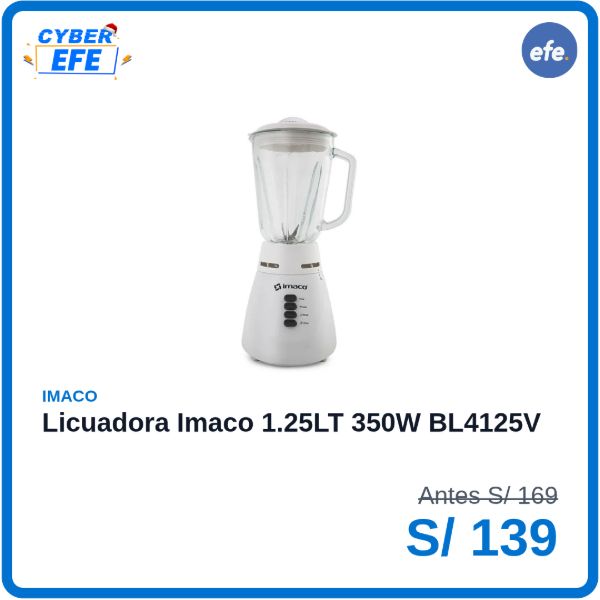 CYBER
EFE
efe.
imaco
IMACO
Licuadora Imaco 1.25LT 350W BL4125V
Antes S/ 169
S/ 139